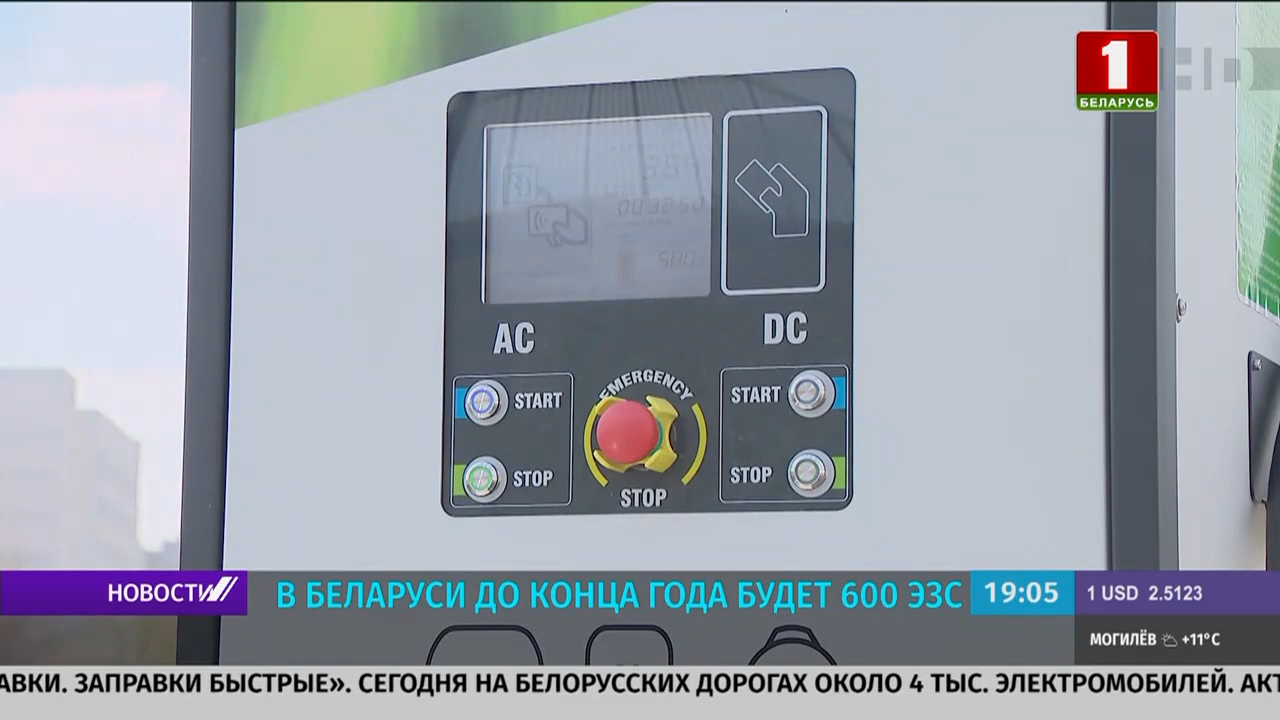 1
БЕЛАРУСЬ
AC
DC
START
EMERGENCY
START
STOP
STOP
STOP
НОВОСТИ
В БЕЛАРУСИ ДО КОНЦА ГОДА БУДЕТ 600 ЭЗС
19:05
1 USD 2.5123
МОГИЛЁВ +11°C
АВКИ. ЗАПРАВКИ БЫСТРЫЕ». СЕГОДНЯ НА БЕЛОРУССКИХ ДОРОГАХ ОКОЛО 4 ТЫС. ЭЛЕКТРОМОБИЛЕЙ. АКТ